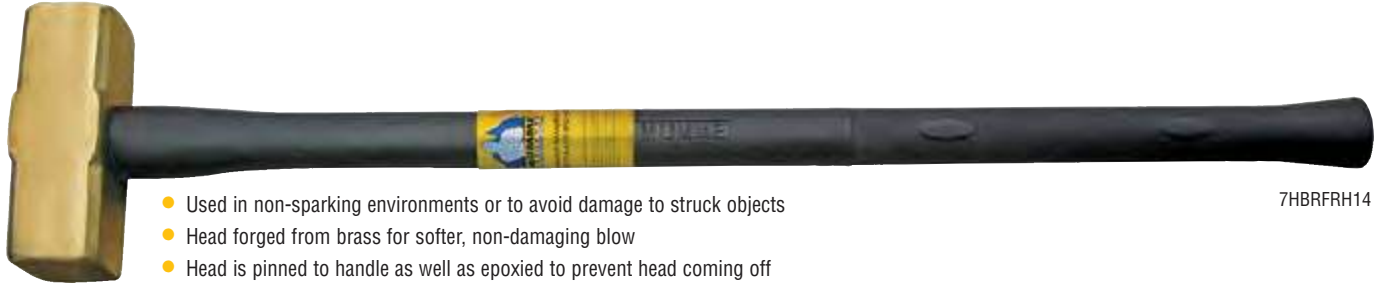 7HBRFRH14
Used in non-sparking environments or to avoid damage to struck objects
Head forged from brass for softer, non-damaging blow
Head is pinned to handle as well as epoxied to prevent head coming off